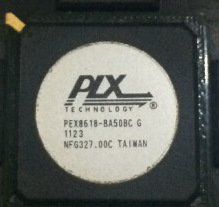 PLX
TECHNOLOGY ®
PEX8618-BA50BC G
1123
NFG327.00C TAIWAN